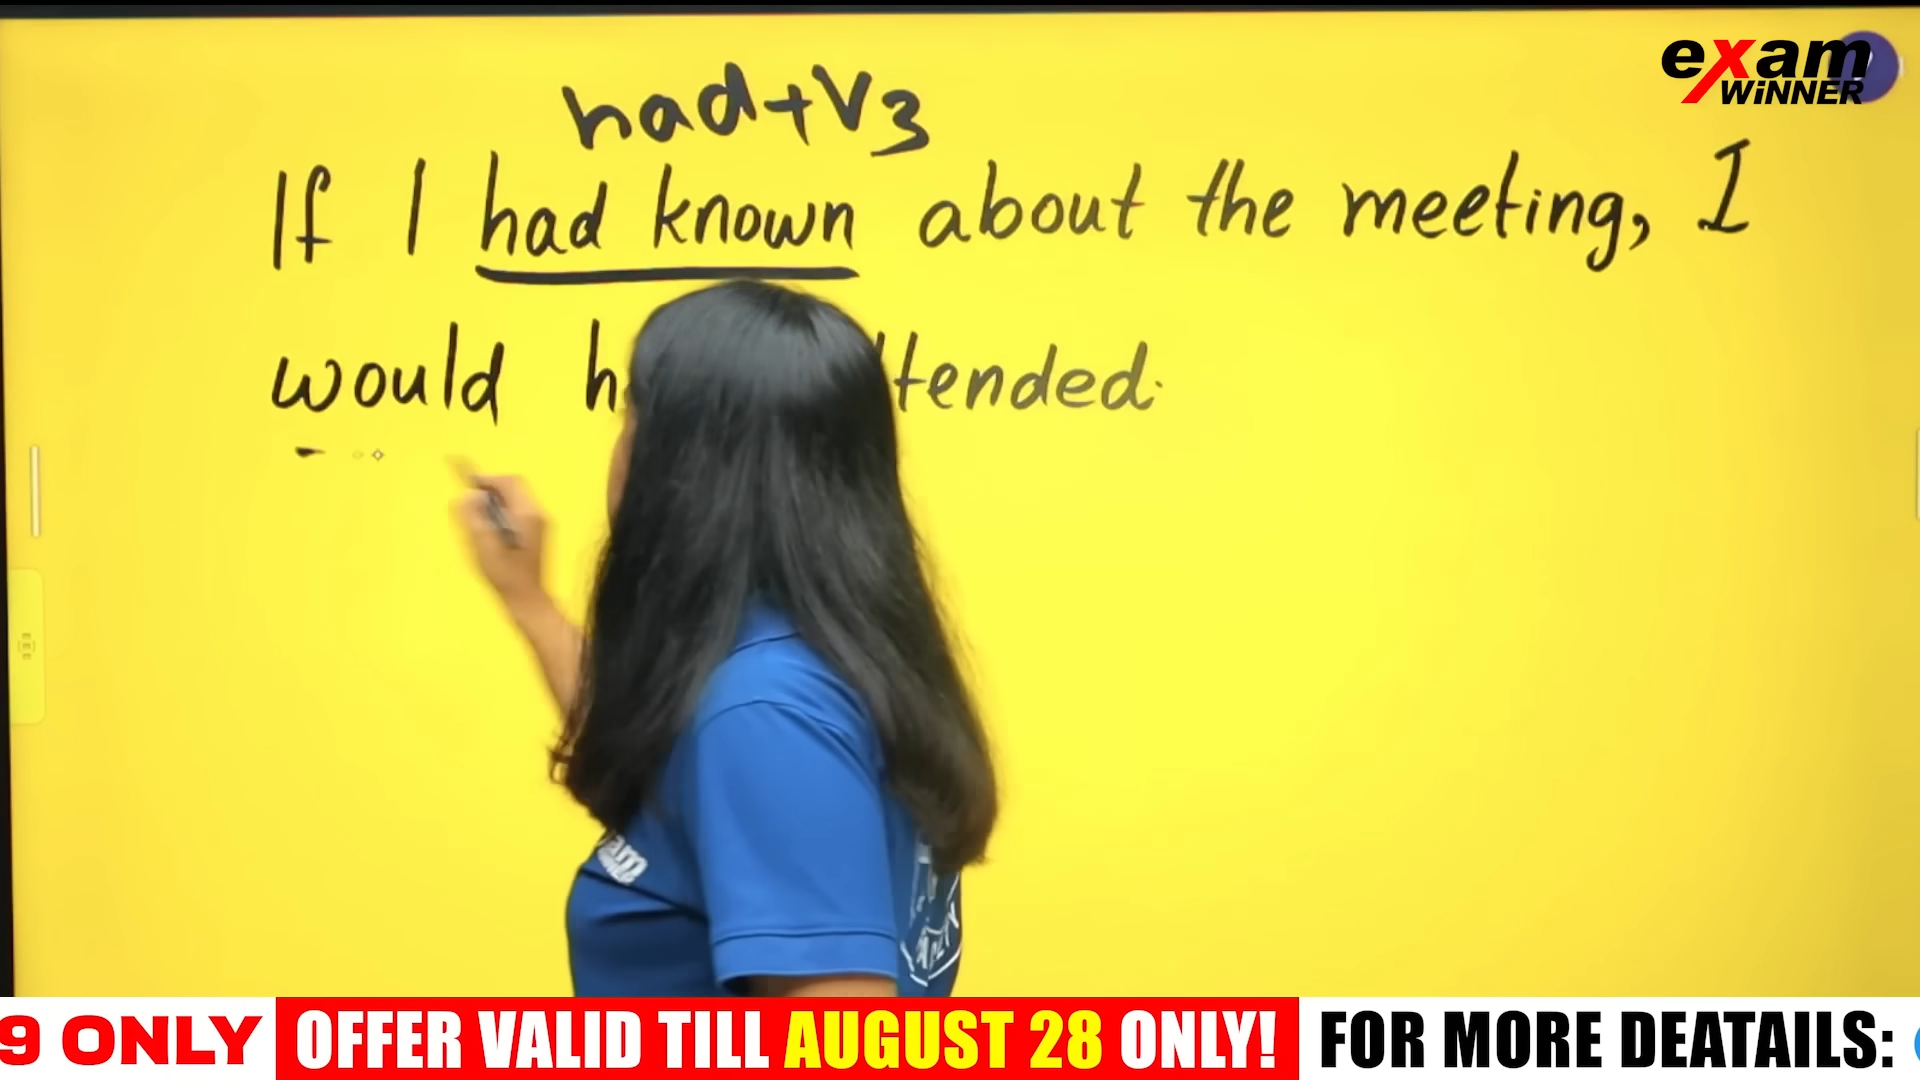 exam
WiNNER
had+V3
If I had known about the meeting, I
would h tended.
9 ONLY OFFER VALID TILL AUGUST 28 ONLY! FOR MORE DEATAILS: